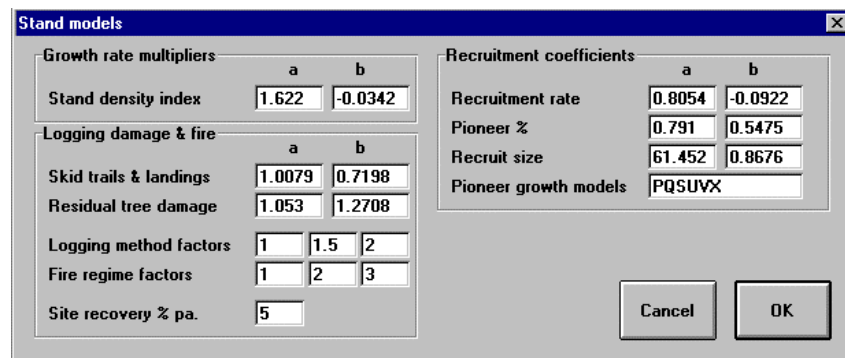 Stand models
Growth rate multipliers
a b
Stand density index 1.622 -0.0342
Logging damage & fire
a b
Skid trails & landings 1.0079 0.7198
Residual tree damage 1.053 1.2708
Logging method factors 1 1.5 2
Fire regime factors 1 2 3
Site recovery % pa. 5
Recruitment coefficients
a b
Recruitment rate 0.8054 -0.0922
Pioneer % 0.791 0.5475
Recruit size 61.452 0.8676
Pioneer growth models PQSUVX
Cancel OK